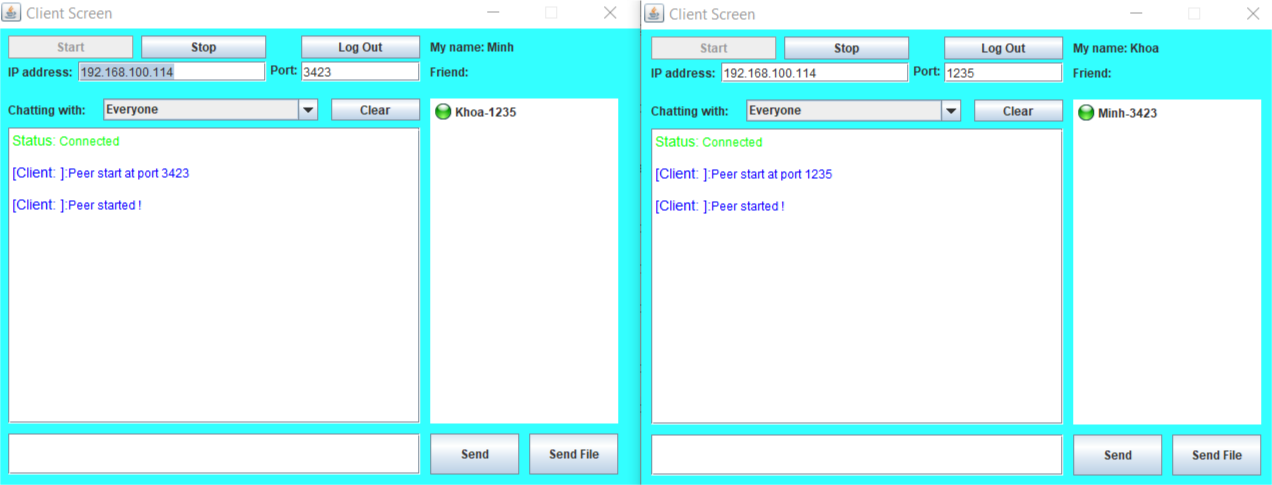 Client Screen
Start Stop Log Out My name: Minh
IP address: 192.168.100.114 Port: 3423 Friend:
Chatting with: Everyone Clear Khoa-1235
Status: Connected
[Client: ]:Peer start at port 3423
[Client: ]:Peer started !
Send Send File
Client Screen
Start Stop Log Out My name: Khoa
IP address: 192.168.100.114 Port: 1235 Friend:
Chatting with: Everyone Clear Minh-3423
Status: Connected
[Client: ]:Peer start at port 1235
[Client: ]:Peer started !
Send Send File